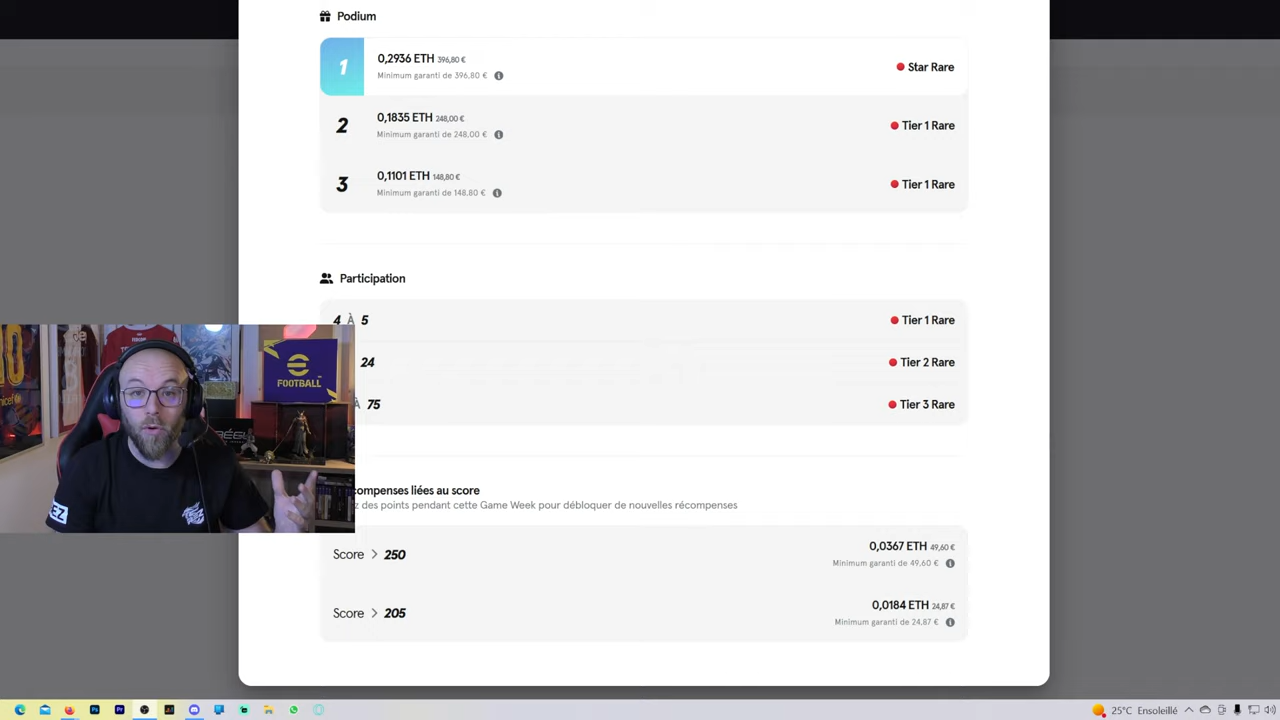 Podium
1
0,2936 ETH 396,80 €
Minimum garanti de 396,80 €
Star Rare
2
0,1835 ETH 248,00 €
Minimum garanti de 248,00 €
Tier 1 Rare
3
0,1101 ETH 148,80 €
Minimum garanti de 148,80 €
Tier 1 Rare
Participation
4 À 5
Tier 1 Rare
24
Tier 2 Rare
À 75
Tier 3 Rare
compenses liées au score
z des points pendant cette Game Week pour débloquer de nouvelles récompenses
Score > 250
0,0367 ETH 49,60 €
Minimum garanti de 49,60 €
Score > 205
0,0184 ETH 24,87 €
Minimum garanti de 24,87 €
FOOTBALL
EZ
25°C Ensoleillé